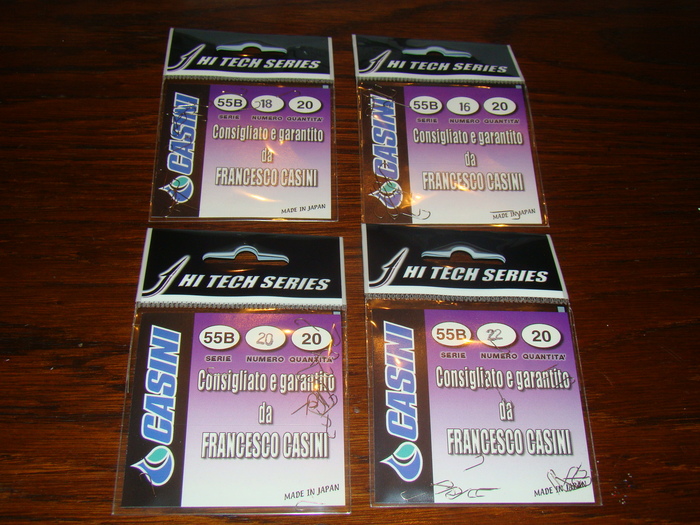 HI TECH SERIES
55B 18 20
SERIE NUMERO QUANTITA'
CASINI
Consigliato e garantito
da
FRANCESCO CASINI
MADE IN JAPAN
HI TECH SERIES
55B 16 20
SERIE NUMERO QUANTITA'
CASINI
Consigliato e garantito
da
FRANCESCO CASINI
MADE IN JAPAN
HI TECH SERIES
55B 20 20
SERIE NUMERO QUANTITA'
CASINI
Consigliato e garantito
da
FRANCESCO CASINI
MADE IN JAPAN
HI TECH SERIES
55B 22 20
SERIE NUMERO QUANTITA'
CASINI
Consigliato e garantito
da
FRANCESCO CASINI
MADE IN JAPAN